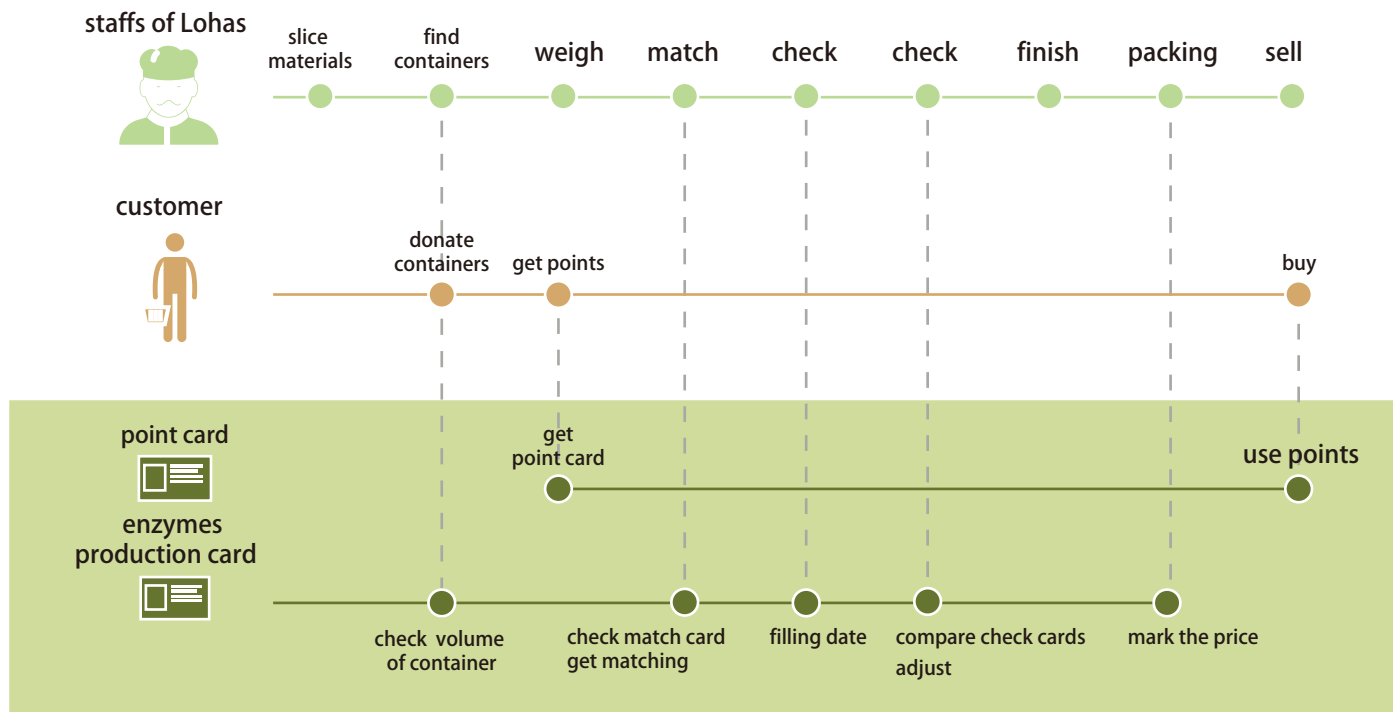 staffs of Lohas
slice
materials
find
containers
weigh
match
check
check
finish
packing
sell
customer
donate
containers
get points
buy
point card
get
point card
use points
enzymes
production card
check volume
of container
check match card
get matching
filling date
compare check cards
adjust
mark the price